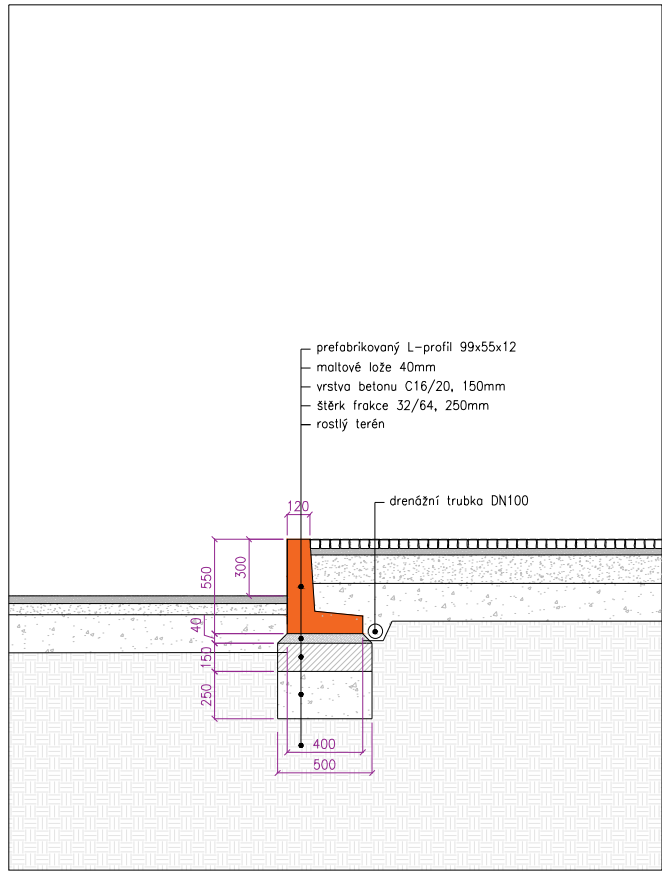 prefabrikovaný L-profil 99x55x12
maltové lože 40mm
vrstva betonu C16/20, 150mm
štěrk frakce 32/64, 250mm
rostlý terén
drenážní trubka DN100
120
550
300
40
150
250
400
500